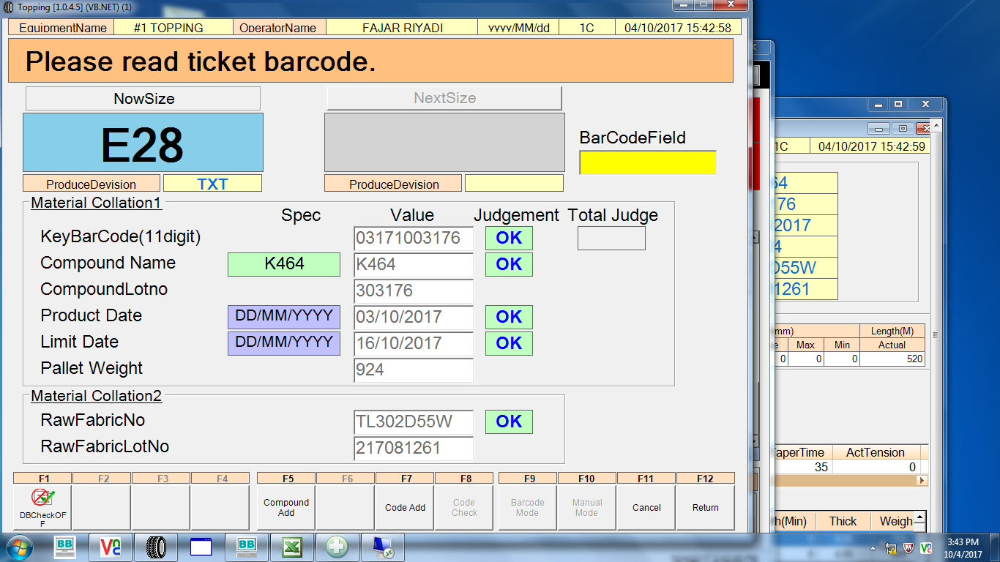 Topping [1.0.4.5] (VB.NET) (1)
EquipmentName #1 TOPPING OperatorName FAJAR RIYADI yyyy/MM/dd 1C 04/10/2017 15:42:58
Please read ticket barcode.
NowSize NextSize
E28
BarCodeField
ProduceDevision TXT ProduceDevision
Material Collation1
Spec Value Judgement Total Judge
KeyBarCode(11digit) 03171003176 OK
Compound Name K464 K464 OK
CompoundLotno 303176
Product Date DD/MM/YYYY 03/10/2017 OK
Limit Date DD/MM/YYYY 16/10/2017 OK
Pallet Weight 924
Material Collation2
RawFabricNo TL302D55W OK
RawFabricLotNo 217081261
F1 F2 F3 F4 F5 F6 F7 F8 F9 F10 F11 F12
DBCheckOF
F
Compound
Add
Code Add
Code
Check
Barcode
Mode
Manual
Mode
Cancel
Return
1C 04/10/2017 15:42:59
64
76
2017
4
D55W
1261
mm) Length(M)
e Max Min Actual
0 0 0 520
aperTime ActTension
35 0
h(Min) Thick Weigh
BB
BB
3:43 PM
10/4/2017